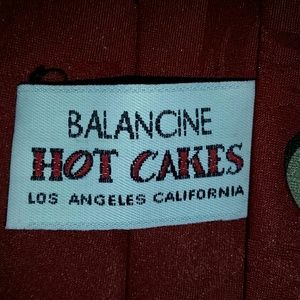 BALANCINE
HOT CAKES
LOS ANGELES CALIFORNIA